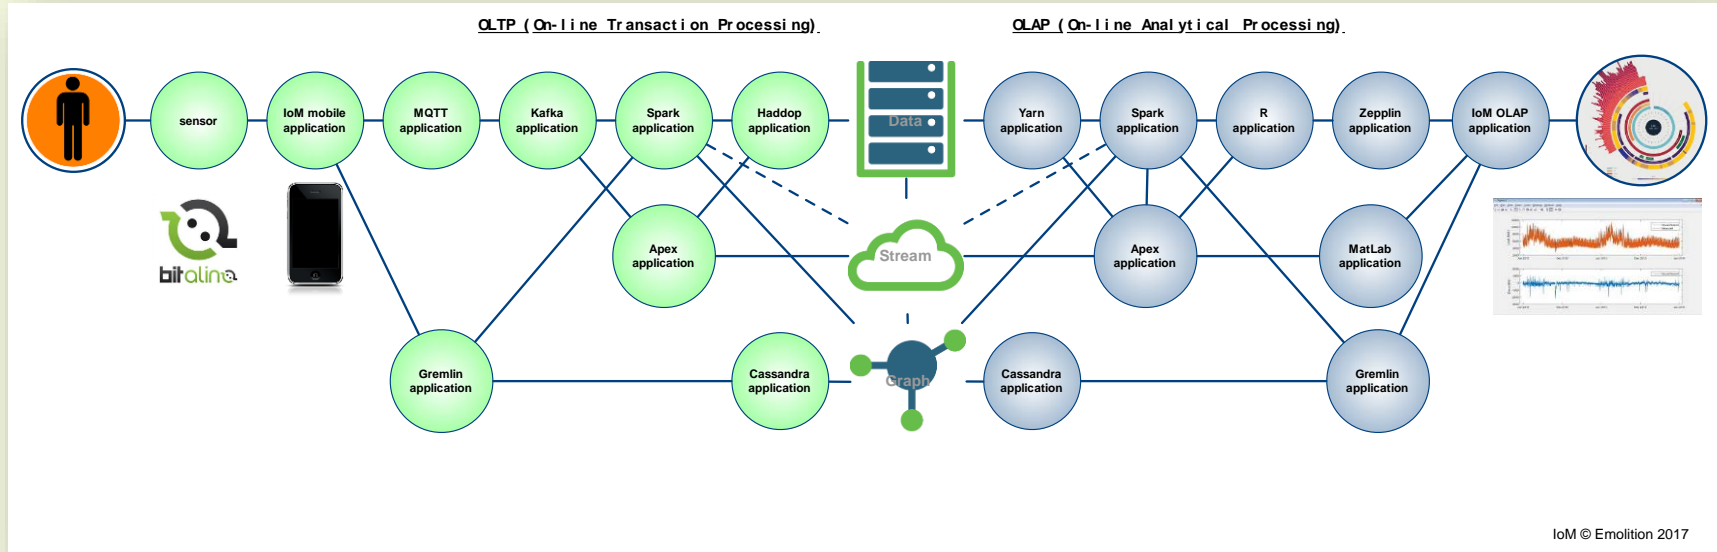 OLTP (On-line Transaction Processing)
OLAP (On-line Analytical Processing)
sensor
IoM mobile
application
MQTT
application
Kafka
application
Spark
application
Haddop
application
Data
Yarn
application
Spark
application
R
application
Zepplin
application
IoM OLAP
application
bitalino
Apex
application
Stream
Apex
application
MatLab
application
Gremlin
application
Cassandra
application
Graph
Cassandra
application
Gremlin
application
IoM © Emolition 2017